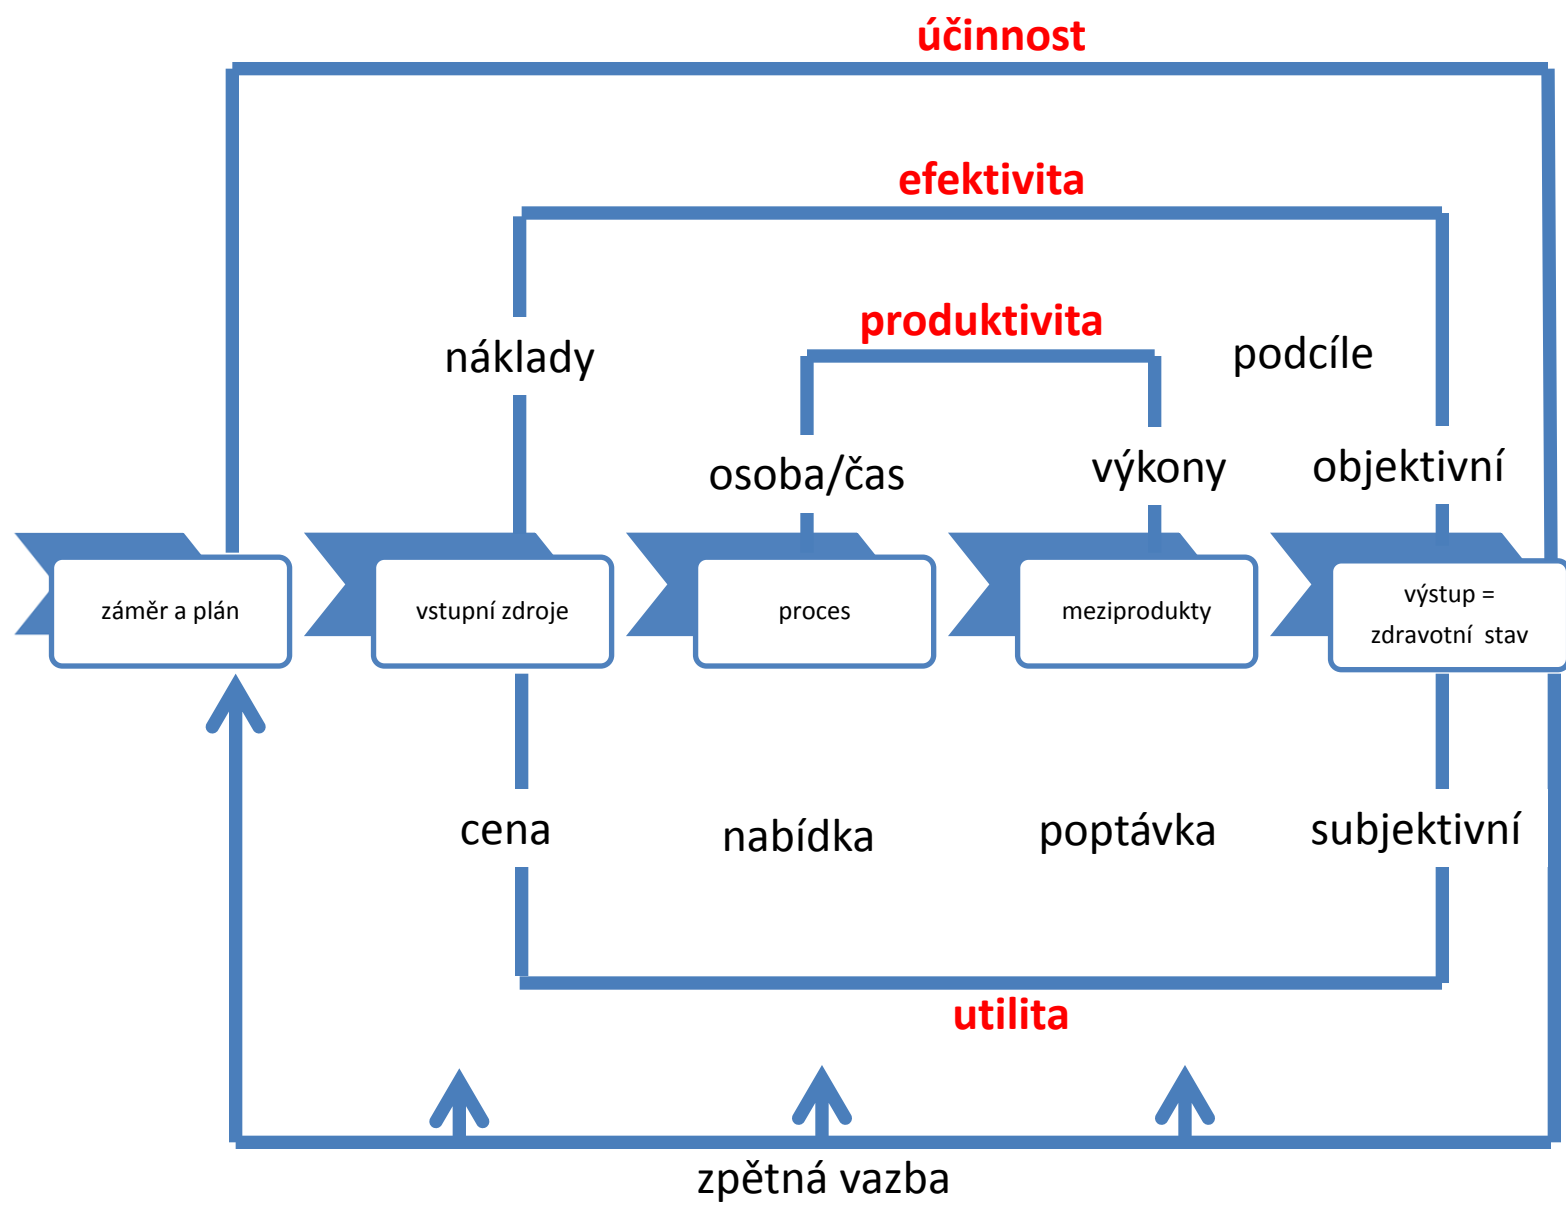 účinnost
efektivita
produktivita
náklady
podcíle
osoba/čas
výkony
objektivní
záměr a plán
vstupní zdroje
proces
meziprodukty
výstup =
zdravotní stav
cena
nabídka
poptávka
subjektivní
utilita
zpětná vazba